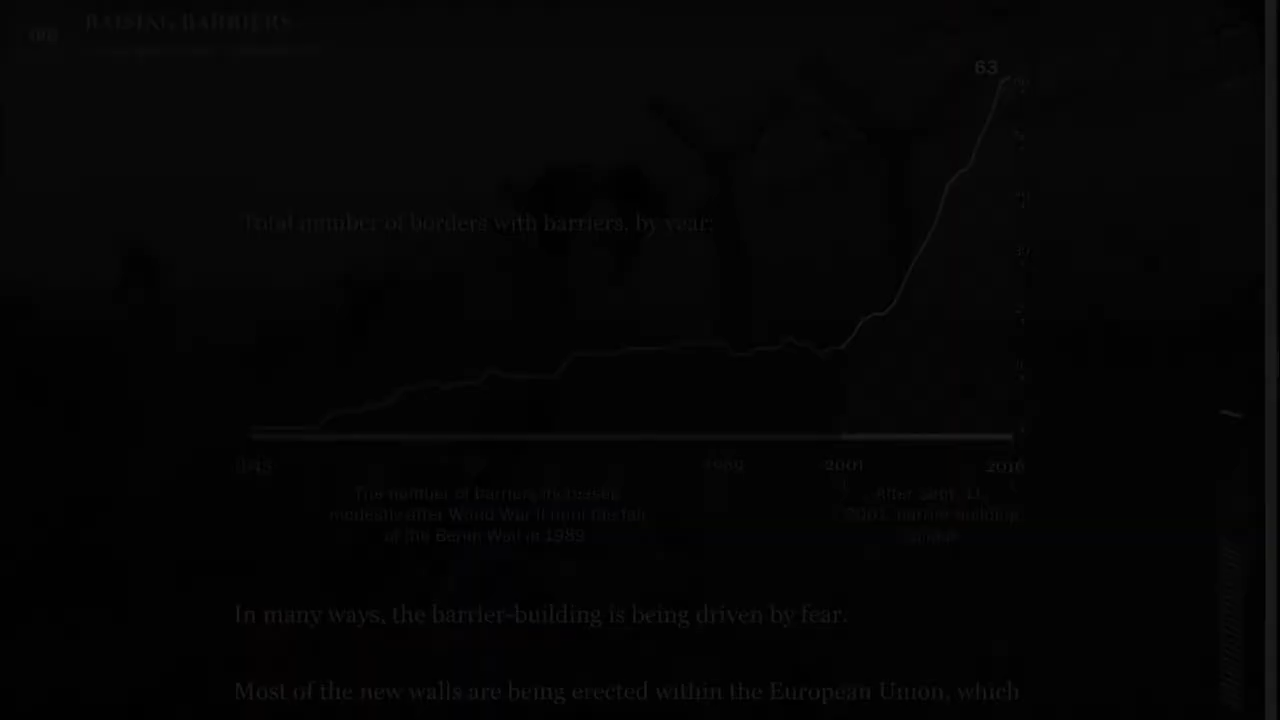 RAISING BARRIERS
63
Total number of borders with barriers, by year:
1945
1989
2001
2016
The number of barriers increased
modestly after World War II until the fall
of the Berlin Wall in 1989
After Sept. 11,
2001, barrier-building
In many ways, the barrier-building is being driven by fear.
Most of the new walls are being erected within the European Union, which